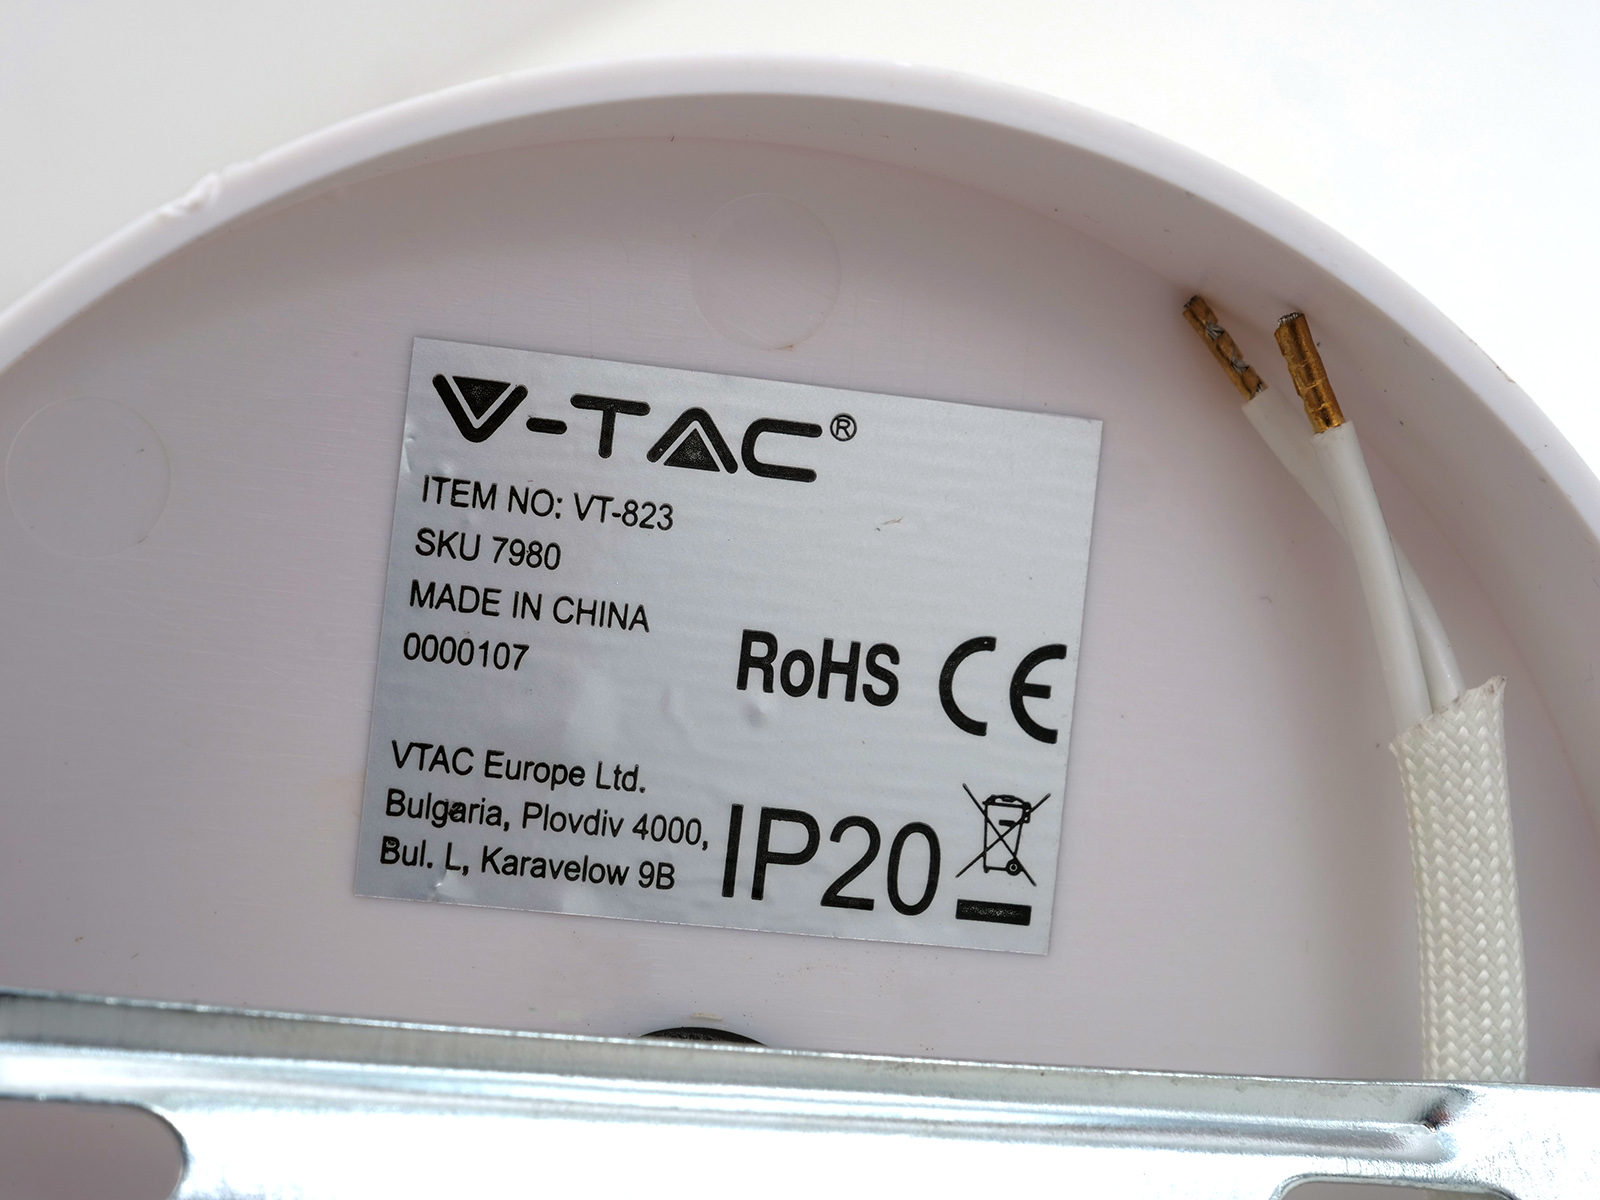 V-TAC®
ITEM NO: VT-823
SKU 7980
MADE IN CHINA
0000107
RoHS CE
VTAC Europe Ltd.
Bulgaria, Plovdiv 4000,
Bul. L, Karavelow 9B
IP20